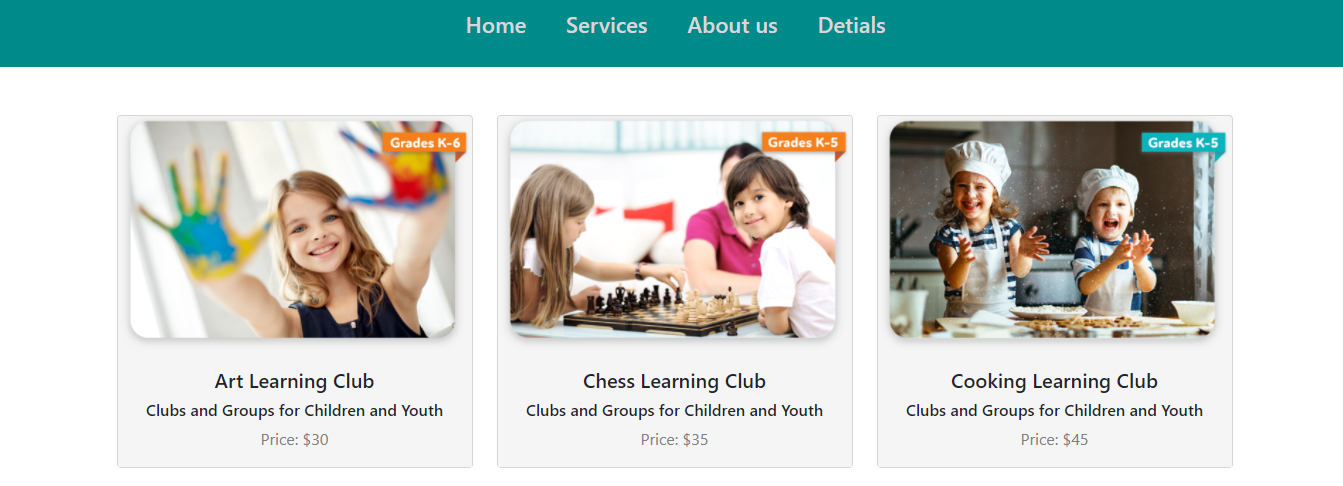 Home Services About us Detials
Grades K-6
Grades K-5
Grades K-5
Art Learning Club
Clubs and Groups for Children and Youth
Price: $30
Chess Learning Club
Clubs and Groups for Children and Youth
Price: $35
Cooking Learning Club
Clubs and Groups for Children and Youth
Price: $45